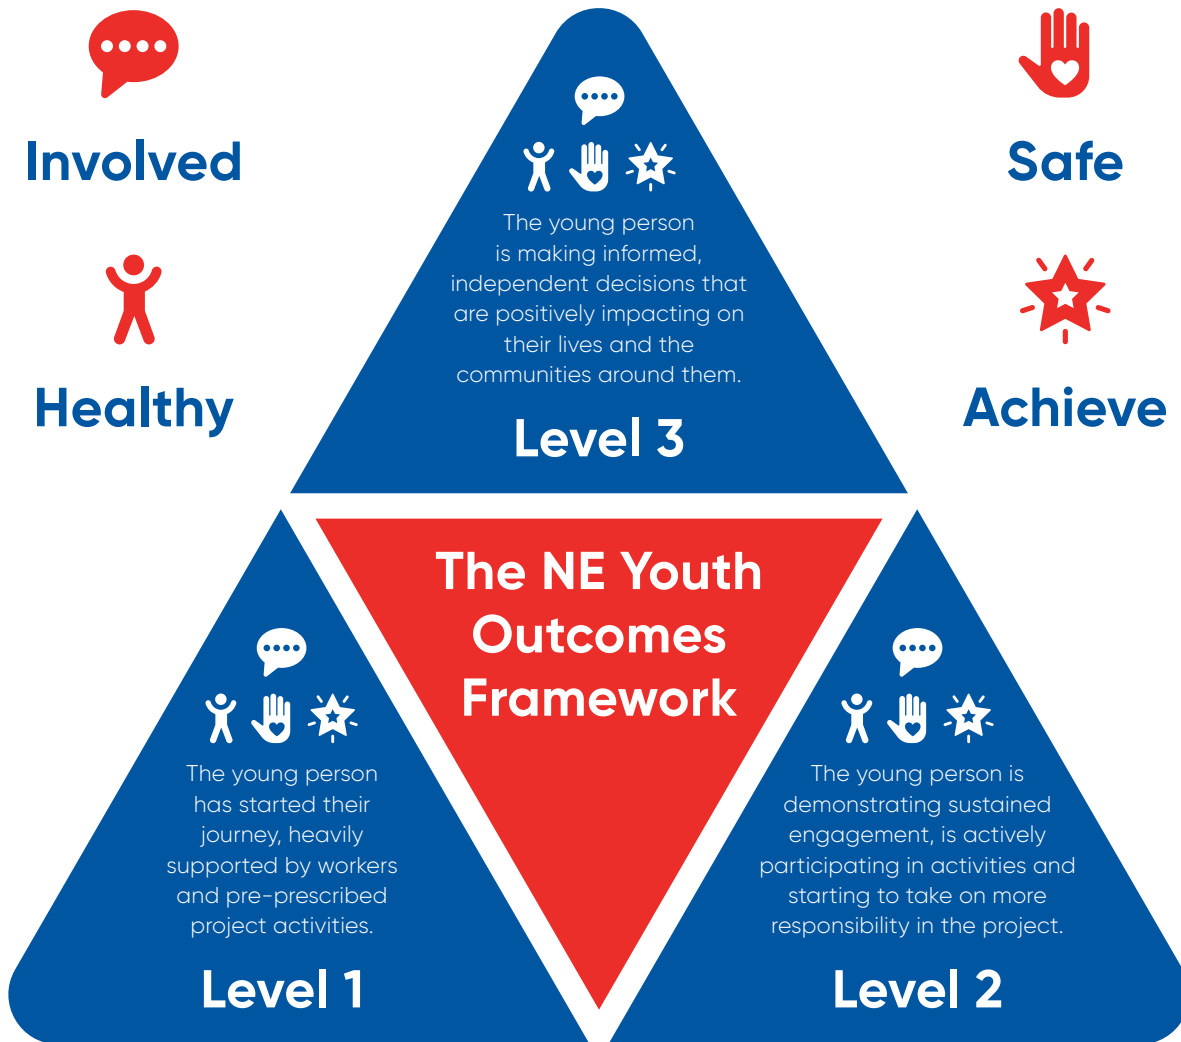 Involved
Healthy
Safe
Achieve
The young person
is making informed,
independent decisions that
are positively impacting on
their lives and the
communities around them.
Level 3
The NE Youth
Outcomes
Framework
The young person
has started their
journey, heavily
supported by workers
and pre-prescribed
project activities.
Level 1
The young person is
demonstrating sustained
engagement, is actively
participating in activities and
starting to take on more
responsibility in the project.
Level 2